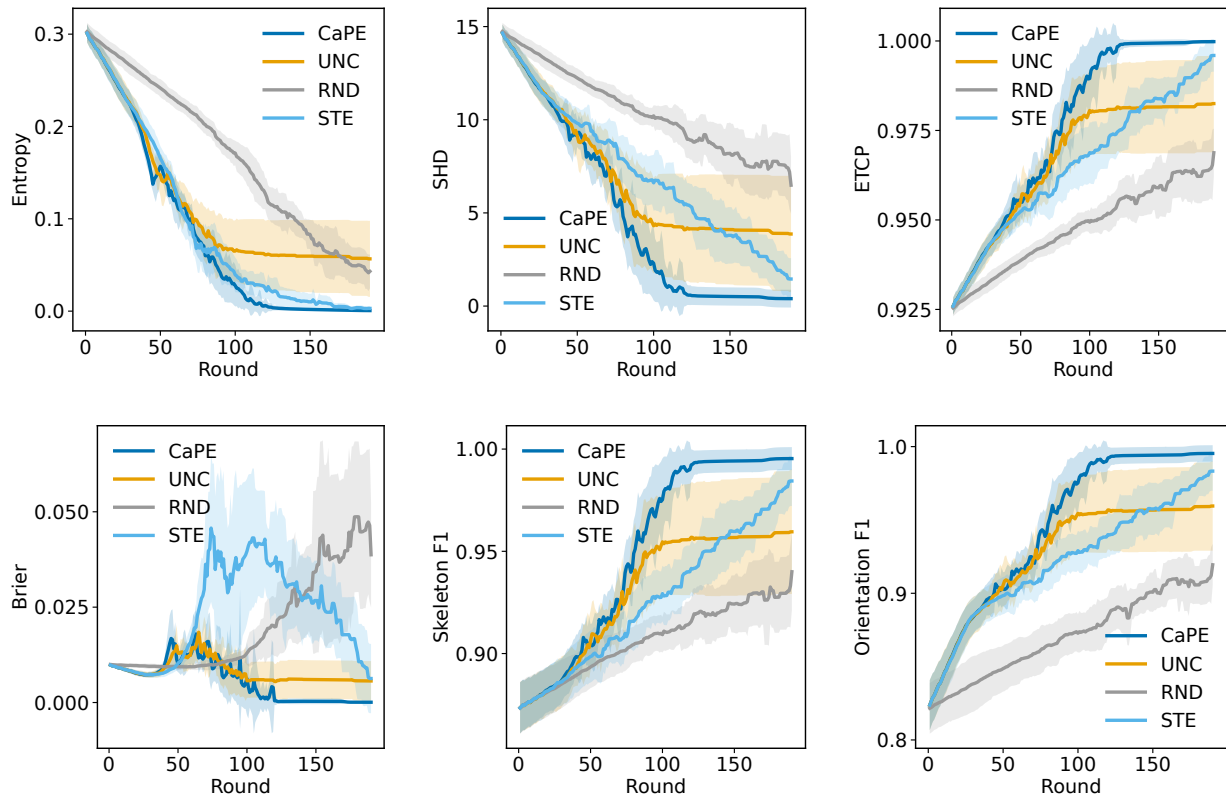 Entropy
0.3
0.2
0.1
0.0
CaPE
UNC
RND
STE
0
50
100
150
Round
SHD
15
10
5
0
CaPE
UNC
RND
STE
0
50
100
150
Round
ETCP
1.000
0.975
0.950
0.925
CaPE
UNC
RND
STE
0
50
100
150
Round
Brier
0.050
0.025
0.000
CaPE
UNC
RND
STE
0
50
100
150
Round
Skeleton F1
1.00
0.95
0.90
CaPE
UNC
RND
STE
0
50
100
150
Round
Orientation F1
1.0
0.9
0.8
CaPE
UNC
RND
STE
0
50
100
150
Round